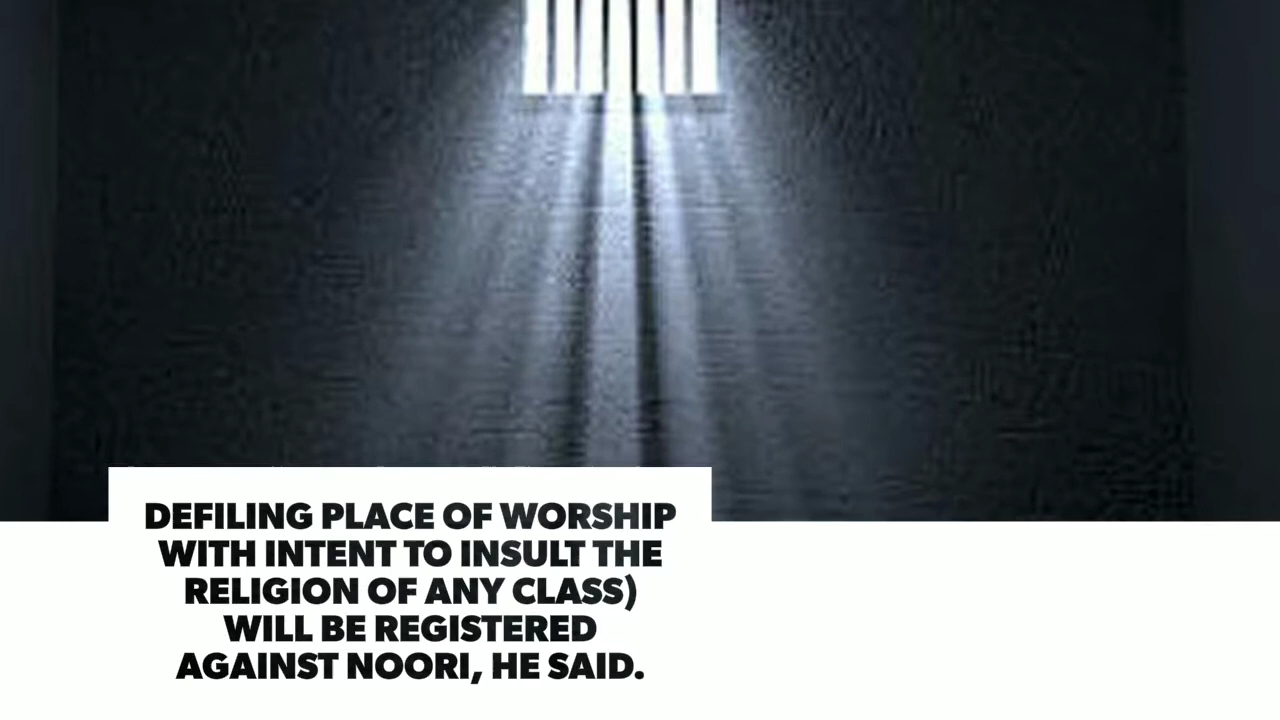 DEFILING PLACE OF WORSHIP
WITH INTENT TO INSULT THE
RELIGION OF ANY CLASS)
WILL BE REGISTERED
AGAINST NOORI, HE SAID.